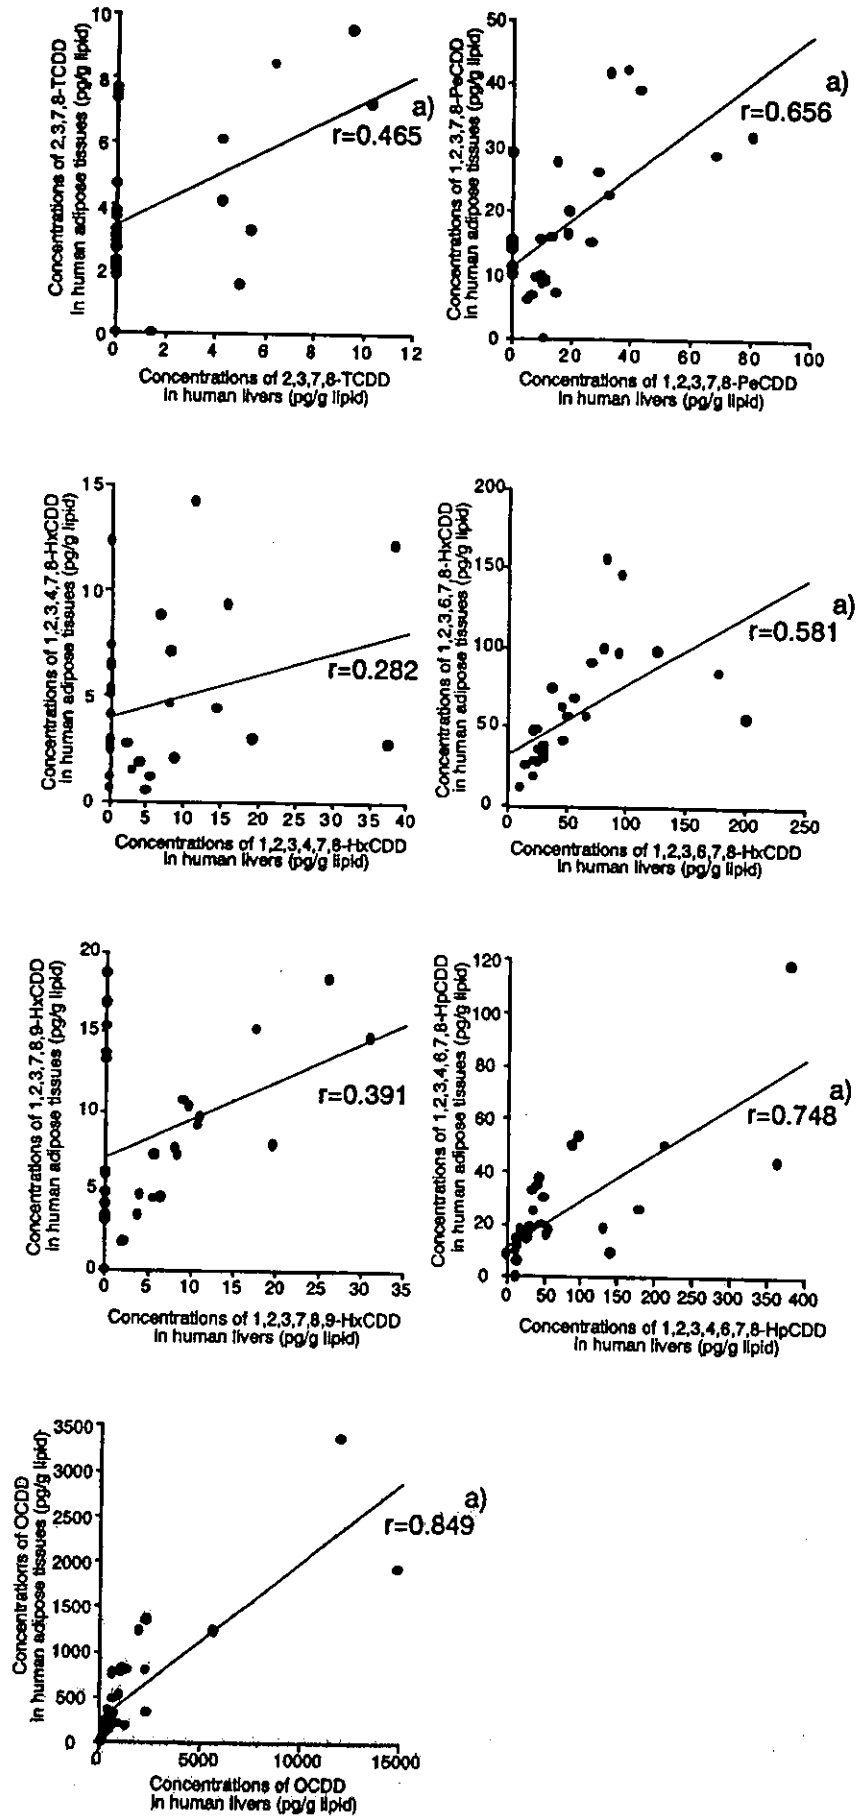 Concentrations of 2,3,7,8-TCDD
In human adipose tissues (pg/g lipid)
10
8
6
4
2
0
a)
r=0.465
0 2 4 6 8 10 12
Concentrations of 2,3,7,8-TCDD
In human livers (pg/g lipid)
Concentrations of 1,2,3,7,8-PeCDD
In human adipose tissues (pg/g lipid)
50
40
30
20
10
0
a)
r=0.656
0 20 40 60 80 100
Concentrations of 1,2,3,7,8-PeCDD
In human livers (pg/g lipid)
Concentrations of 1,2,3,4,7,8-HxCDD
in human adipose tissues (pg/g lipid)
15
10
5
0
r=0.282
0 5 10 15 20 25 30 35 40
Concentrations of 1,2,3,4,7,8-HxCDD
In human livers (pg/g lipid)
Concentrations of 1,2,3,6,7,8-HxCDD
in human adipose tissues (pg/g lipid)
200
150
100
50
0
a)
r=0.581
0 50 100 150 200 250
Concentrations of 1,2,3,6,7,8-HxCDD
in human livers (pg/g lipid)
Concentrations of 1,2,3,7,8,9-HxCDD
in human adipose tissues (pg/g lipid)
20
15
10
5
0
r=0.391
0 5 10 15 20 25 30 35
Concentrations of 1,2,3,7,8,9-HxCDD
in human livers (pg/g lipid)
Concentrations of 1,2,3,4,6,7,8-HpCDD
in human adipose tissues (pg/g lipid)
120
100
80
60
40
20
0
a)
r=0.748
0 50 100 150 200 250 300 350 400
Concentrations of 1,2,3,4,6,7,8-HpCDD
in human livers (pg/g lipid)
Concentrations of OCDD
in human adipose tissues (pg/g lipid)
3500
3000
2500
2000
1500
1000
500
0
a)
r=0.849
0 5000 10000 15000
Concentrations of OCDD
in human livers (pg/g lipid)